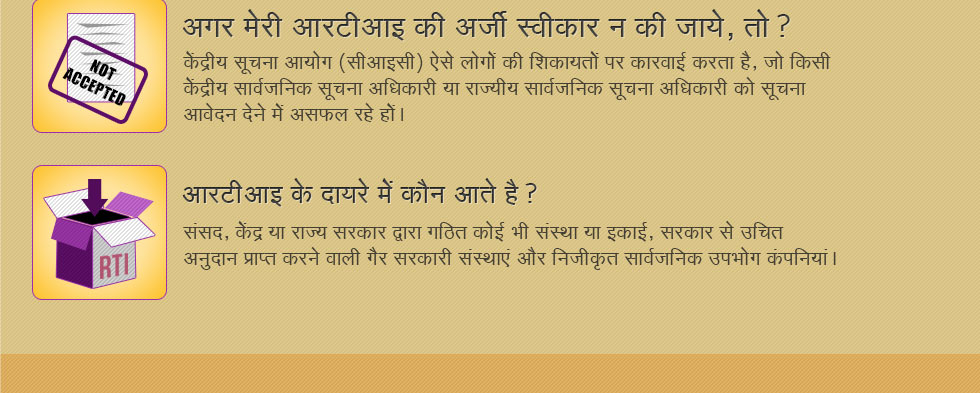 अगर मेरी आरटीआइ की अर्जी स्वीकार न की जाये, तो ?
NOT
ACCEPTED
केंद्रीय सूचना आयोग (सीआइसी) ऐसे लोगों की शिकायतों पर कारवाई करता है, जो किसी
केंद्रीय सार्वजनिक सूचना अधिकारी या राज्यीय सार्वजनिक सूचना अधिकारी को सूचना
आवेदन देने में असफल रहे हों।
आरटीआइ के दायरे में कौन आते है ?
RTI
संसद, केंद्र या राज्य सरकार द्वारा गठित कोई भी संस्था या इकाई, सरकार से उचित
अनुदान प्राप्त करने वाली गैर सरकारी संस्थाएं और निजीकृत सार्वजनिक उपभोग कंपनियां।